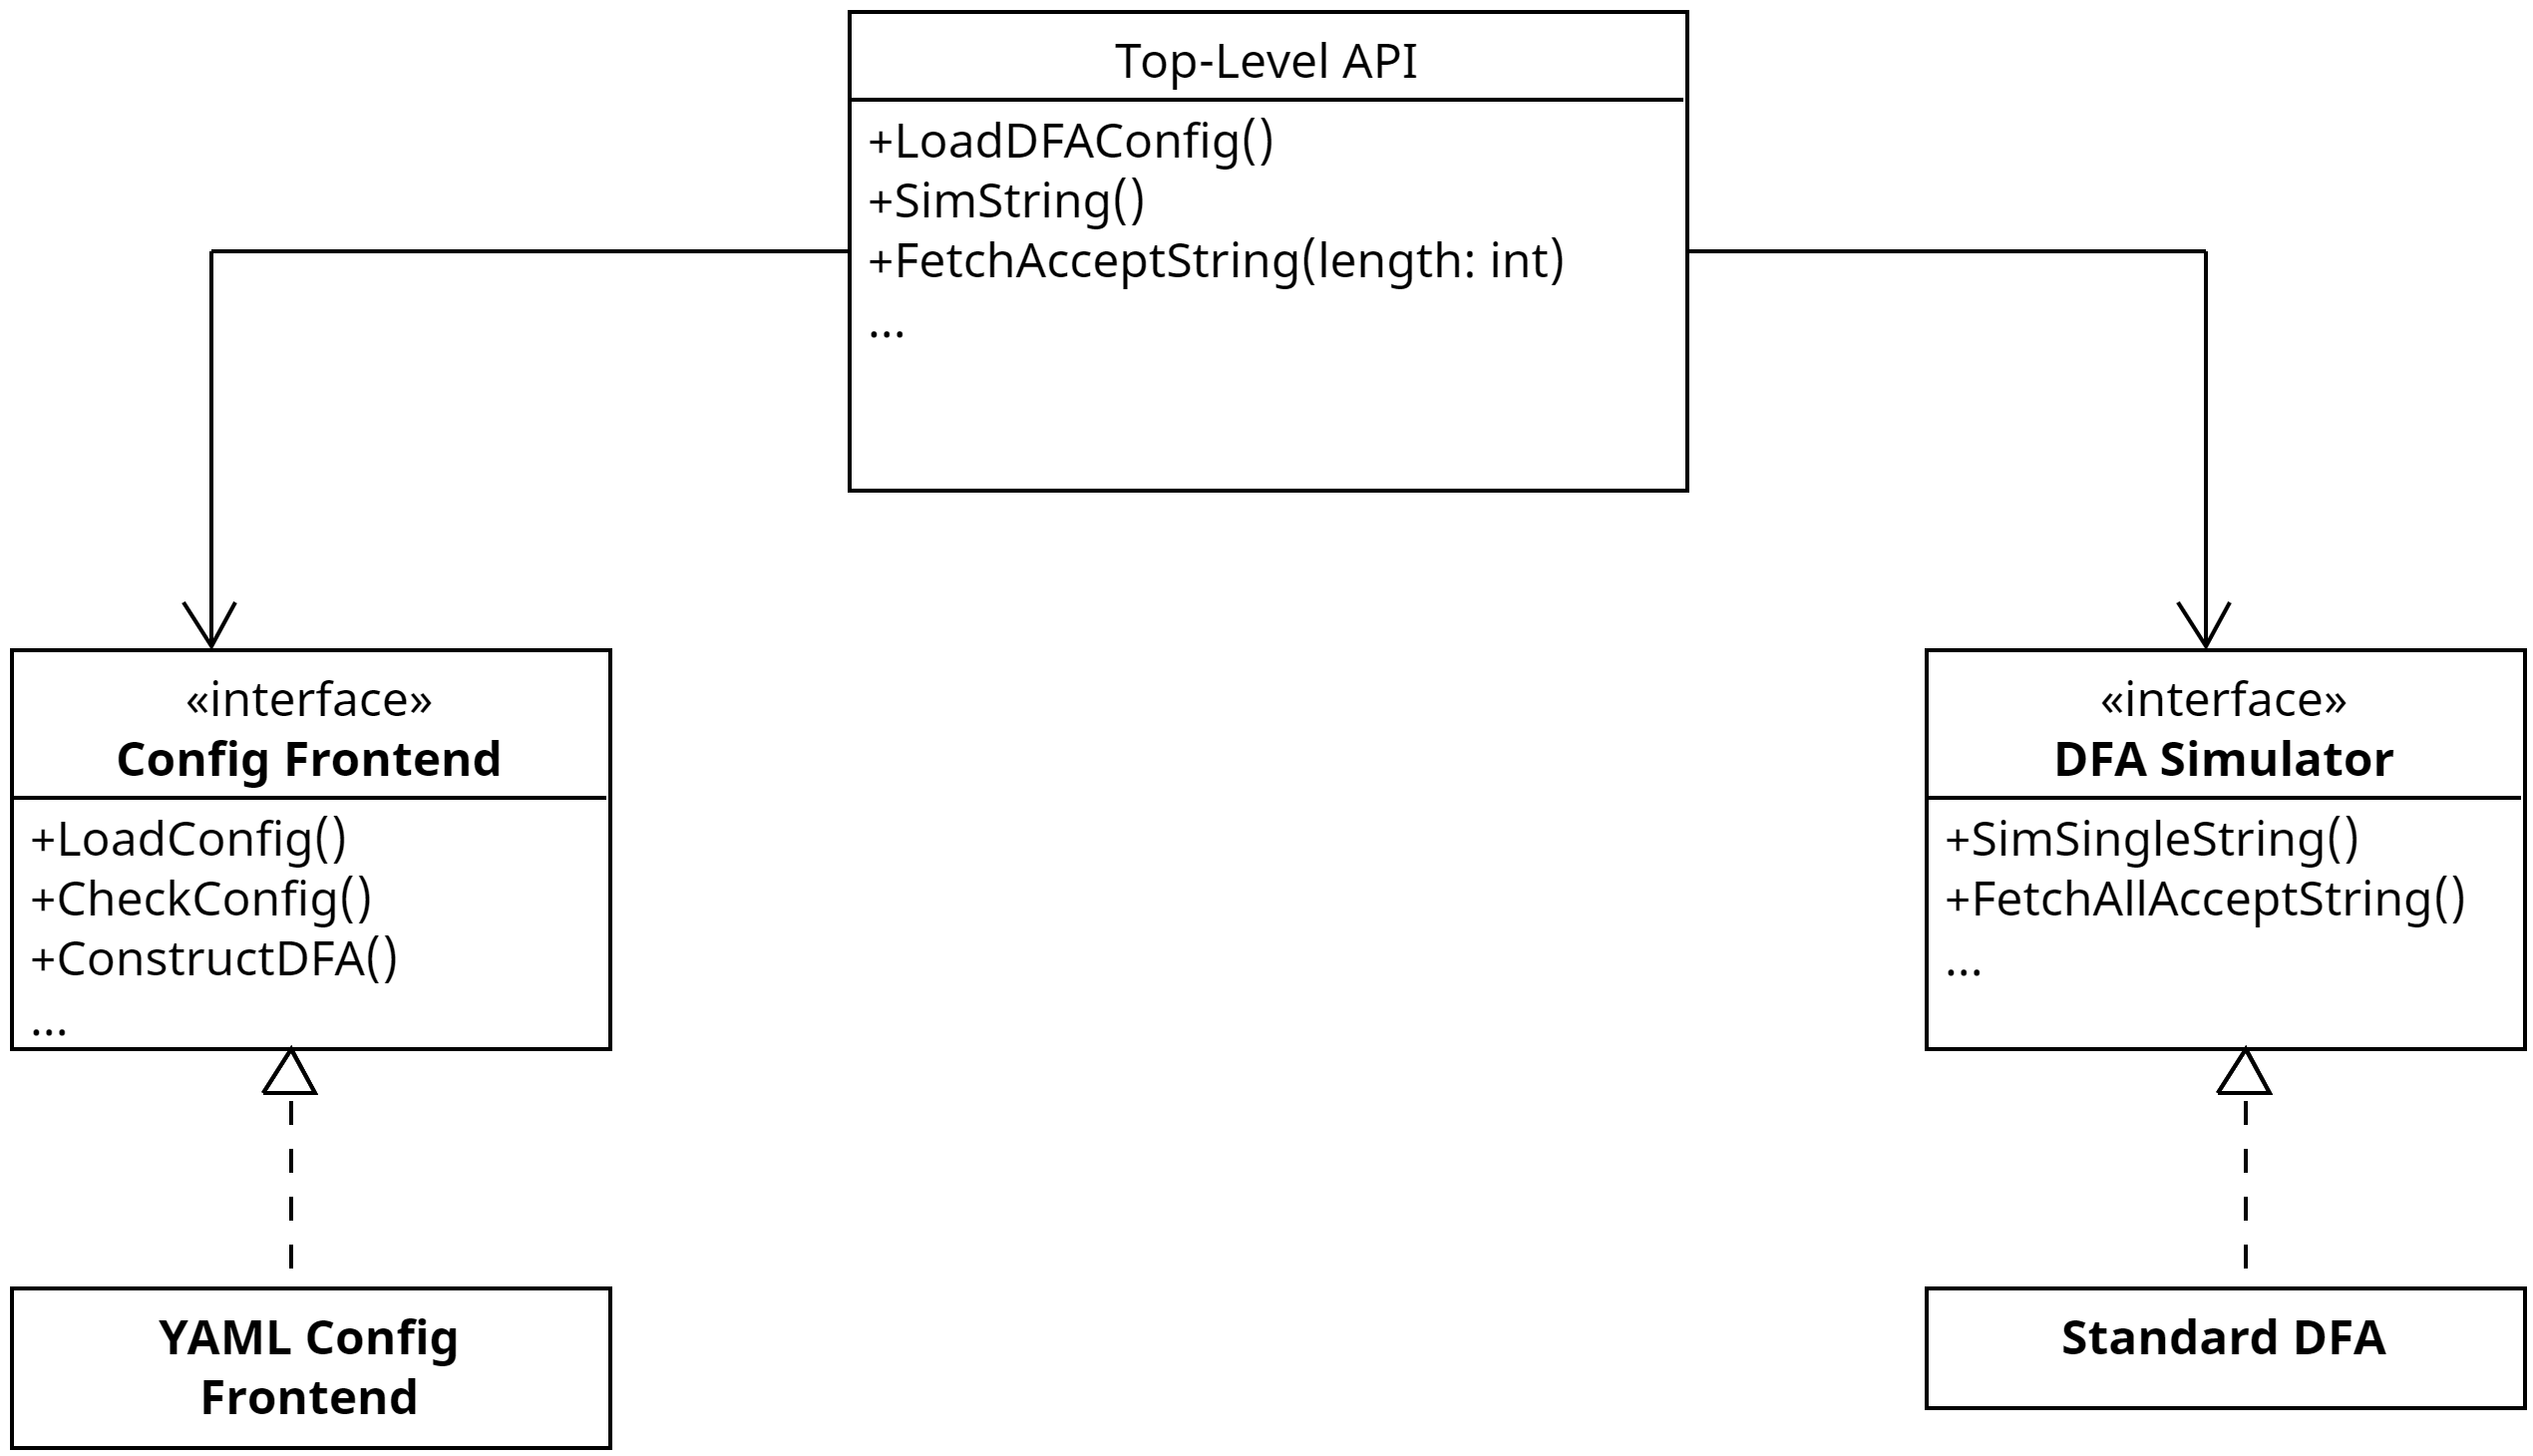 Top-Level API
+LoadDFAConfig()
+SimString()
+FetchAcceptString(length: int)
...
«interface»
Config Frontend
+LoadConfig()
+CheckConfig()
+ConstructDFA()
...
«interface»
DFA Simulator
+SimSingleString()
+FetchAllAcceptString()
...
YAML Config
Frontend
Standard DFA